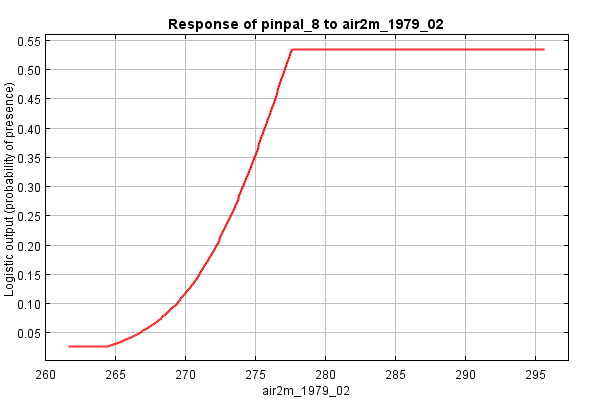 Response of pinpal_8 to air2m_1979_02
Logistic output (probability of presence)
0.55
0.50
0.45
0.40
0.35
0.30
0.25
0.20
0.15
0.10
0.05
260 265 270 275 280 285 290 295
air2m_1979_02